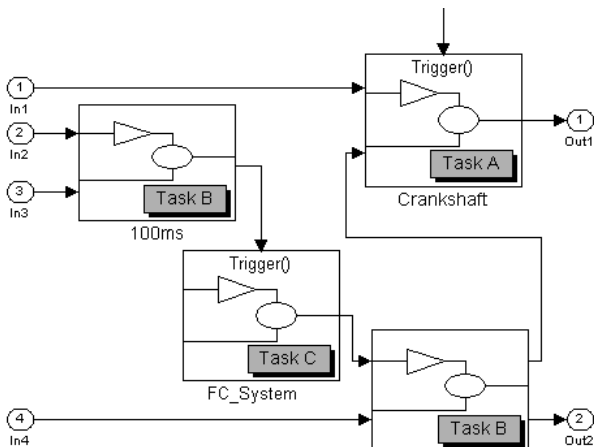 Trigger()
1
In1
1
Out1
2
In2
Task A
Crankshaft
3
In3
Task B
100ms
Trigger()
Task C
FC_System
4
In4
Task B
2
Out2